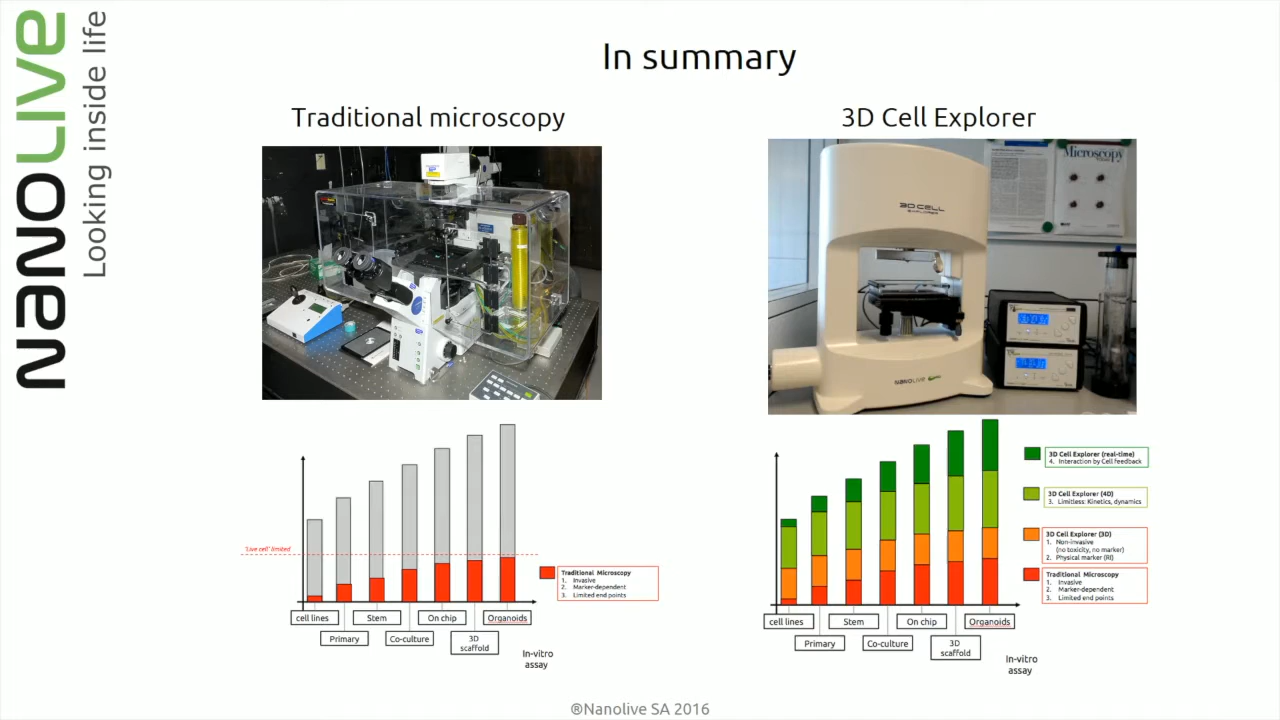 NANOLIVE
Looking inside life
In summary
Traditional microscopy
3D Cell Explorer
3D CELL
EXPLORER
Microscopy
NANOLIVE
'Live cell' limited
Traditional Microscopy
1. Invasive
2. Marker-dependent
3. Limited end points
cell lines
Stem
On chip
Organoids
Primary
Co-culture
3D
scaffold
In-vitro
assay
3D Cell Explorer (real-time)
4. Interaction by Cell feedback
3D Cell Explorer (4D)
3. Limitless: Kinetics, dynamics
3D Cell Explorer (3D)
1. Non-invasive
(no toxicity, no marker)
2. Physical marker (RI)
Traditional Microscopy
1. Invasive
2. Marker-dependent
3. Limited end points
cell lines
Stem
On chip
Organoids
Primary
Co-culture
3D
scaffold
In-vitro
assay
®Nanolive SA 2016